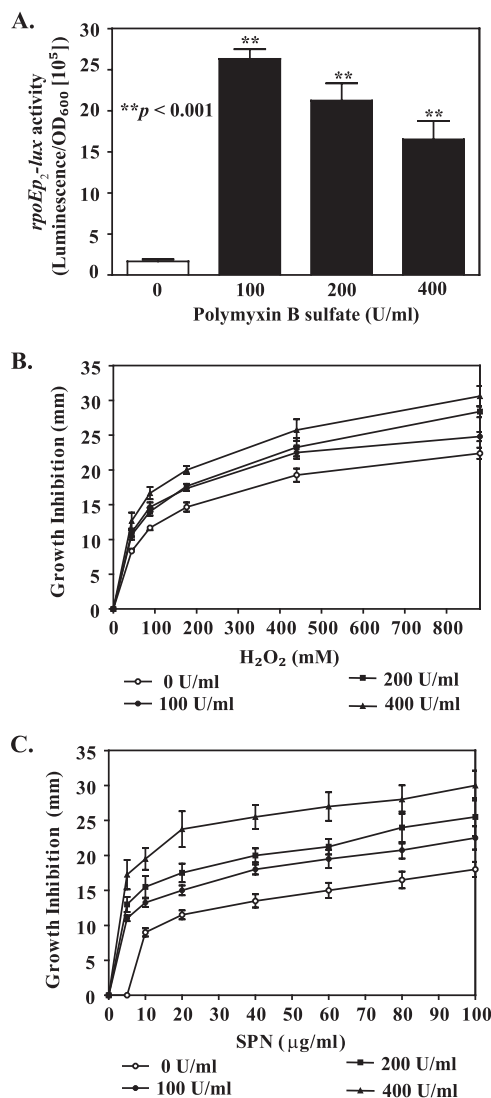 A.
rpoEp₂-lux activity
(Luminescence/OD₆₀₀ [10⁵])
30
25
20
15
10
5
0
**p < 0.001
**
**
**
0 100 200 400
Polymyxin B sulfate (U/ml)
B.
Growth Inhibition (mm)
35
30
25
20
15
10
5
0
0 100 200 300 400 500 600 700 800
H₂O₂ (mM)
0 U/ml 200 U/ml
100 U/ml 400 U/ml
C.
Growth Inhibition (mm)
35
30
25
20
15
10
5
0
0 10 20 30 40 50 60 70 80 90 100
SPN (µg/ml)
0 U/ml 200 U/ml
100 U/ml 400 U/ml